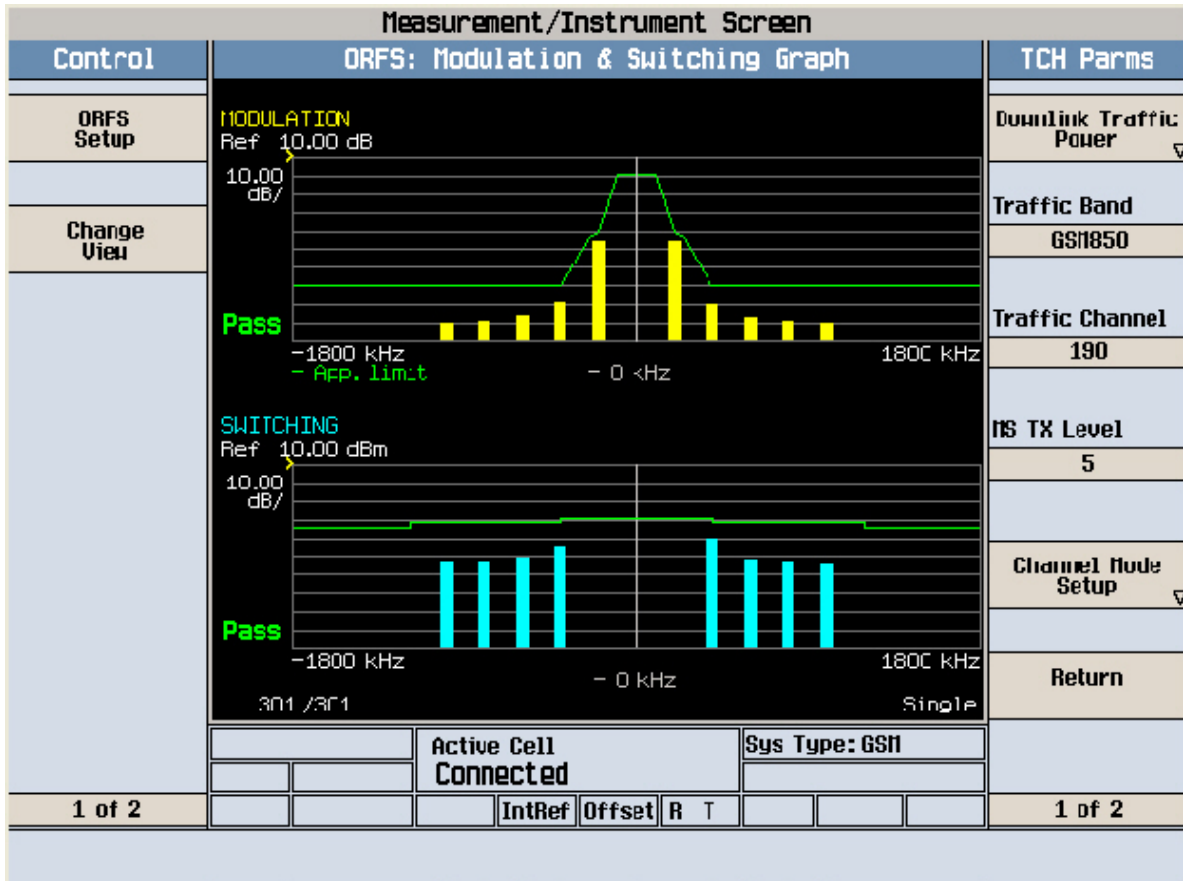 Measurement/Instrument Screen
Control
ORFS: Modulation & Switching Graph
TCH Parms
ORFS
Setup
Change
View
1 of 2
MODULATION
Ref 10.00 dB
10.00
dB/
Pass
-1800 kHz
1800 kHz
- App. limit
- 0 kHz
SWITCHING
Ref 10.00 dBm
10.00
dB/
Pass
-1800 kHz
1800 kHz
- 0 kHz
301/301
Single
Downlink Traffic
Power
Traffic Band
GSM850
Traffic Channel
190
MS TX Level
5
Channel Mode
Setup
Return
1 of 2
Active Cell
Connected
Sys Type: GSM
IntRef
Offset
R T